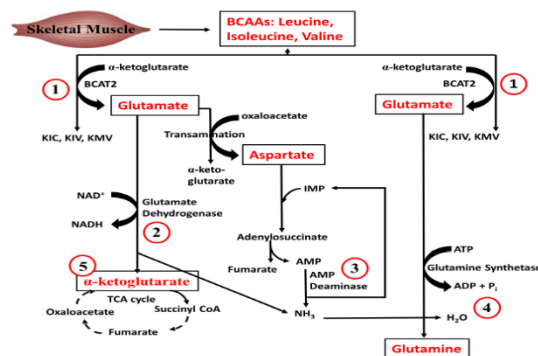 Skeletal Muscle
BCAAs: Leucine,
Isoleucine, Valine
α-ketoglutarate
BCAT2
1
Glutamate
KIC, KIV, KMV
oxaloacetate
Transamination
α-keto-
glutarate
Aspartate
α-ketoglutarate
BCAT2
1
Glutamate
KIC, KIV, KMV
NAD⁺
NADH
Glutamate
Dehydrogenase
2
IMP
Adenylosuccinate
Fumarate
AMP
AMP
Deaminase
3
NH₃
5
α-ketoglutarate
TCA cycle
Oxaloacetate
Succinyl CoA
Fumarate
ATP
Glutamine Synthetase
ADP + Pᵢ
4
H₂O
Glutamine